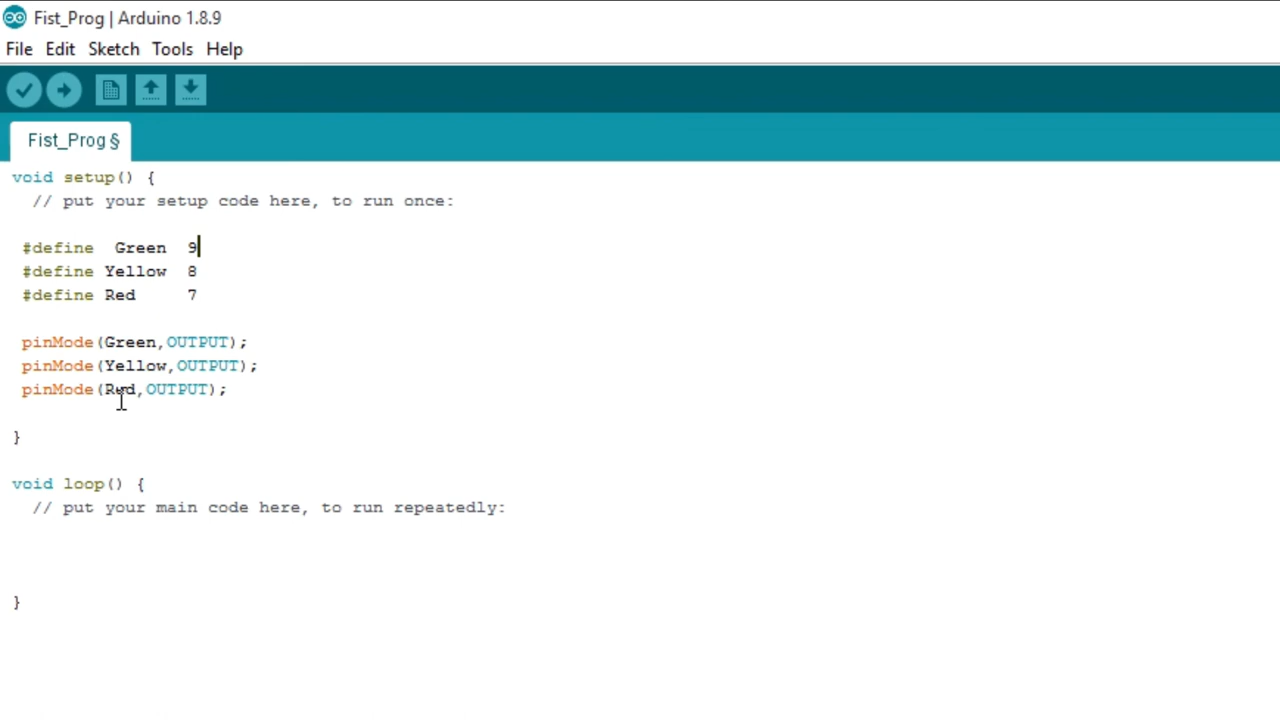 Fist_Prog | Arduino 1.8.9
File Edit Sketch Tools Help
Fist_Prog §
void setup() {
  // put your setup code here, to run once:
 #define  Green  9
 #define Yellow  8
 #define Red     7
 pinMode(Green,OUTPUT);
 pinMode(Yellow,OUTPUT);
 pinMode(Red,OUTPUT);
}
void loop() {
  // put your main code here, to run repeatedly:
}